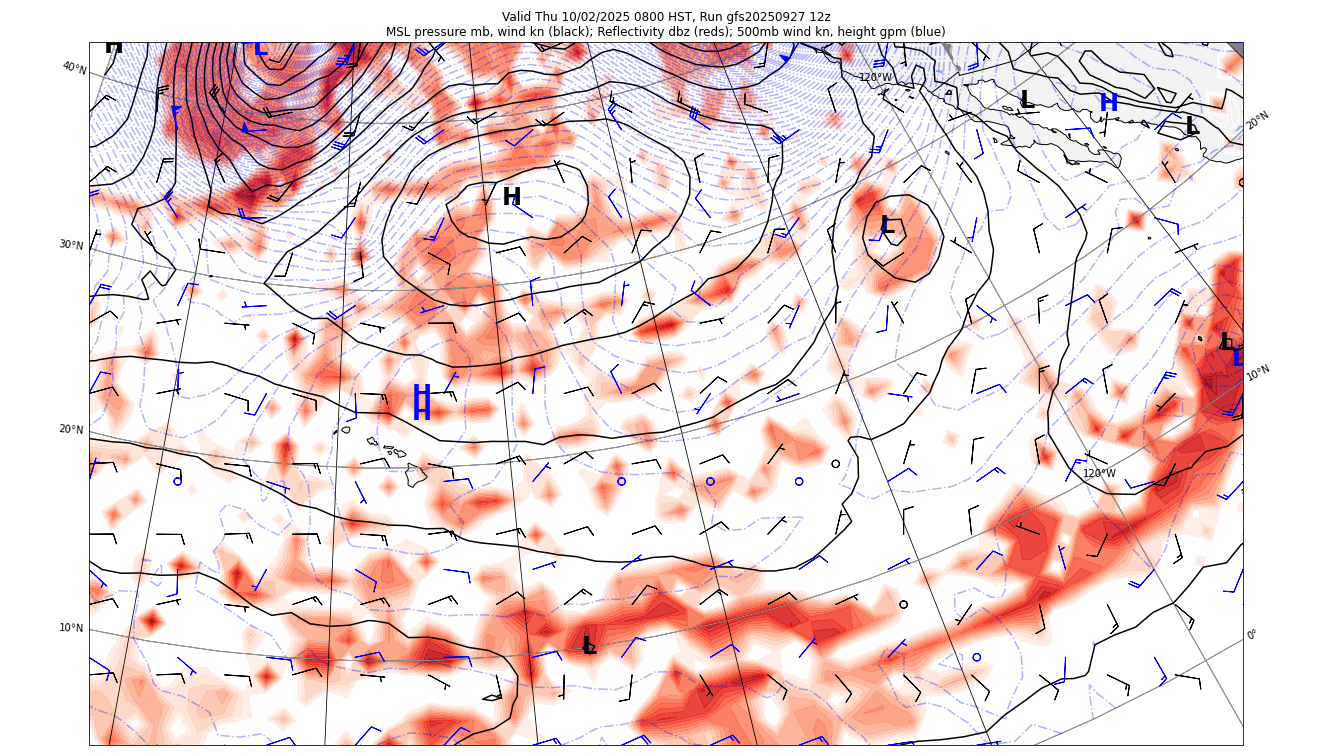 Valid Thu 10/02/2025 0800 HST, Run gfs20250927 12z
MSL pressure mb, wind kn (black); Reflectivity dbz (reds); 500mb wind kn, height gpm (blue)
H
L
40°N
120°W
L
H
L
20°N
H
L
30°N
L
L
10°N
H
H
20°N
120°W
10°N
L
0°